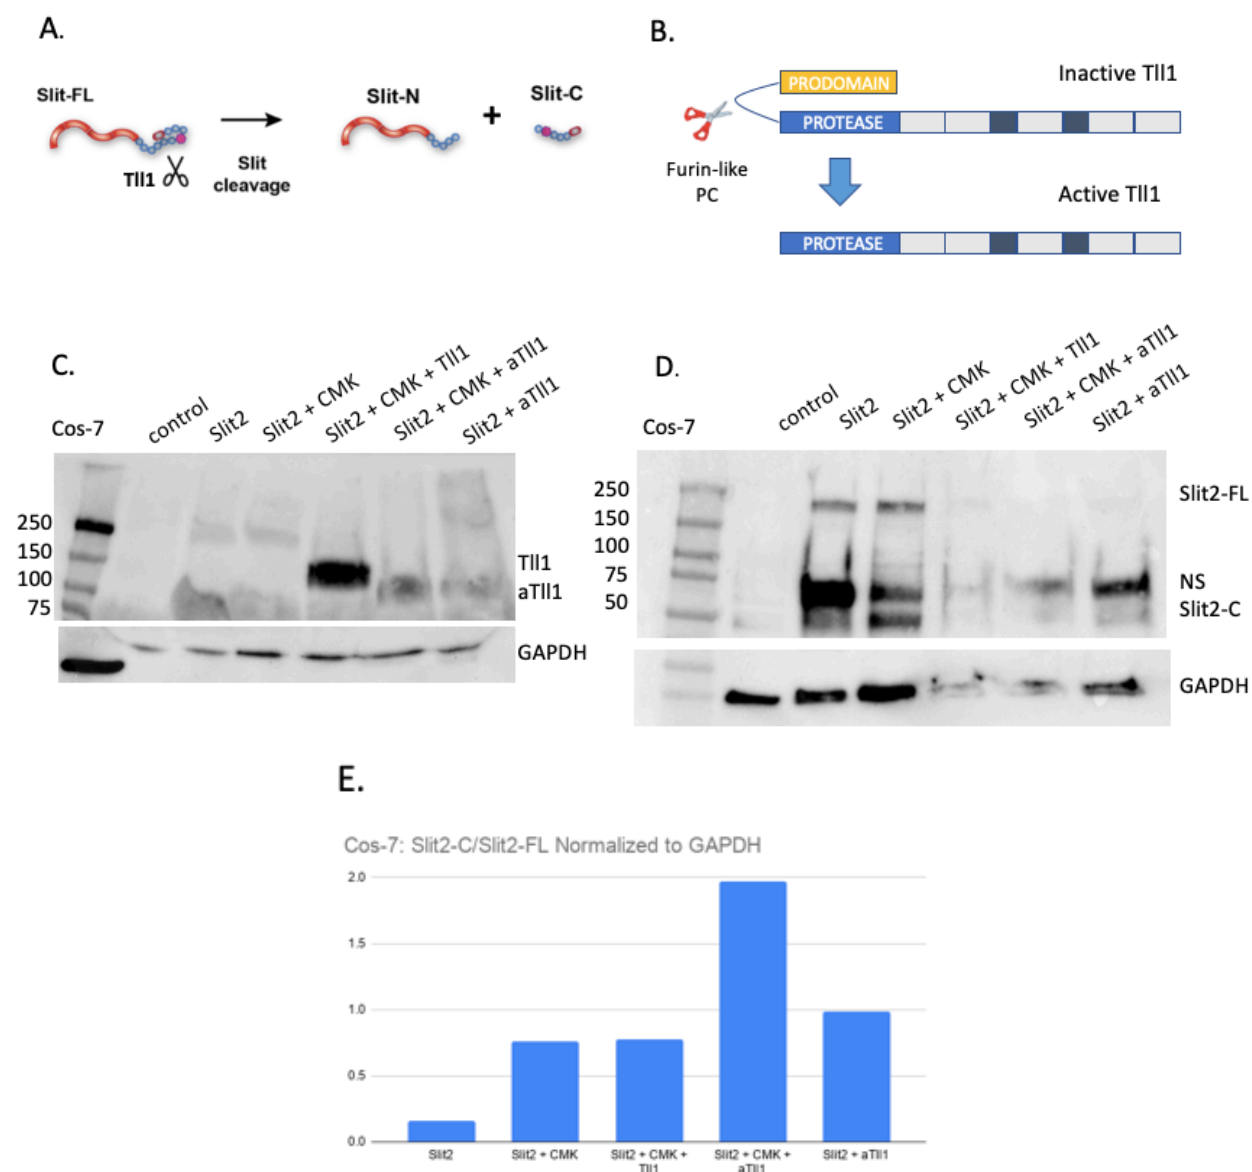 A.
Slit-FL
Slit-N
Slit-C
+
Tll1
Slit
cleavage
B.
PRODOMAIN
Inactive Tll1
PROTEASE
Furin-like
PC
Active Tll1
PROTEASE
C.
Cos-7
control
Slit2
Slit2 + CMK
Slit2 + CMK + Tll1
Slit2 + CMK + aTll1
Slit2 + aTll1
250
150
100
75
Tll1
aTll1
GAPDH
D.
Cos-7
control
Slit2
Slit2 + CMK
Slit2 + CMK + Tll1
Slit2 + CMK + aTll1
Slit2 + aTll1
250
150
100
75
50
Slit2-FL
NS
Slit2-C
GAPDH
E.
Cos-7: Slit2-C/Slit2-FL Normalized to GAPDH
2.0
1.5
1.0
0.5
0.0
Slit2
Slit2 + CMK
Slit2 + CMK +
Tll1
Slit2 + CMK +
aTll1
Slit2 + aTll1